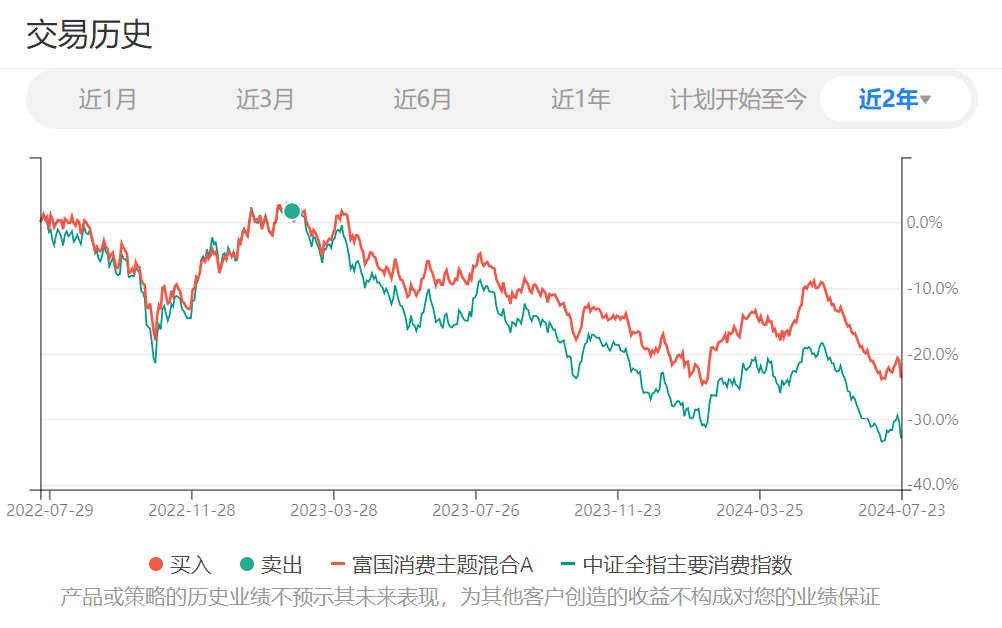 交易历史
近1月 近3月 近6月 近1年 计划开始至今 近2年▾
0.0%
-10.0%
-20.0%
-30.0%
-40.0%
2022-07-29 2022-11-28 2023-03-28 2023-07-26 2023-11-23 2024-03-25 2024-07-23
买入 卖出 富国消费主题混合A 中证全指主要消费指数
产品或策略的历史业绩不预示其未来表现，为其他客户创造的收益不构成对您的业绩保证